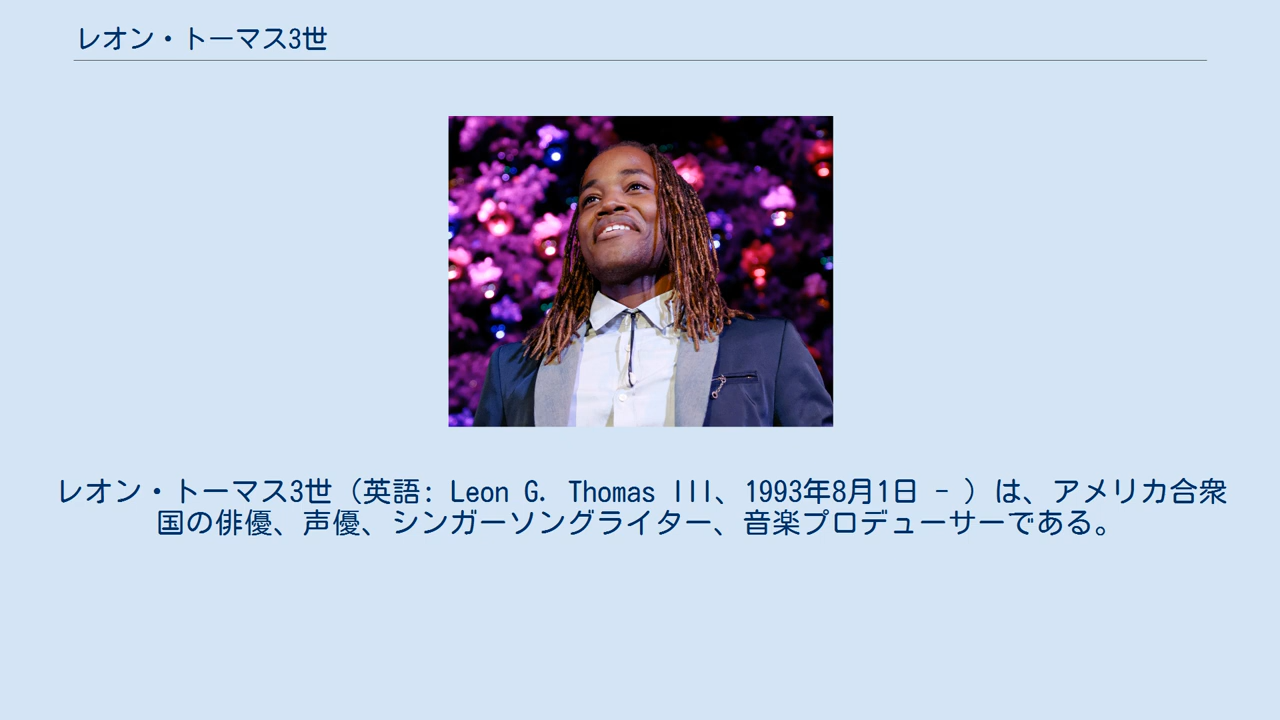 レオン・トーマス3世
レオン・トーマス3世（英語: Leon G. Thomas III、1993年8月1日 - ）は、アメリカ合衆
国の俳優、声優、シンガーソングライター、音楽プロデューサーである。